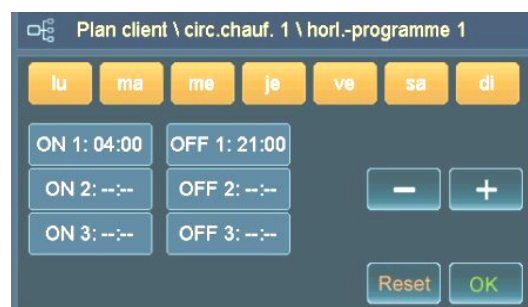 Plan client \ circ.chauf. 1 \ horl.-programme 1
lu ma me je ve sa di
ON 1: 04:00 OFF 1: 21:00
ON 2: --:-- OFF 2: --:--
− +
ON 3: --:-- OFF 3: --:--
Reset OK